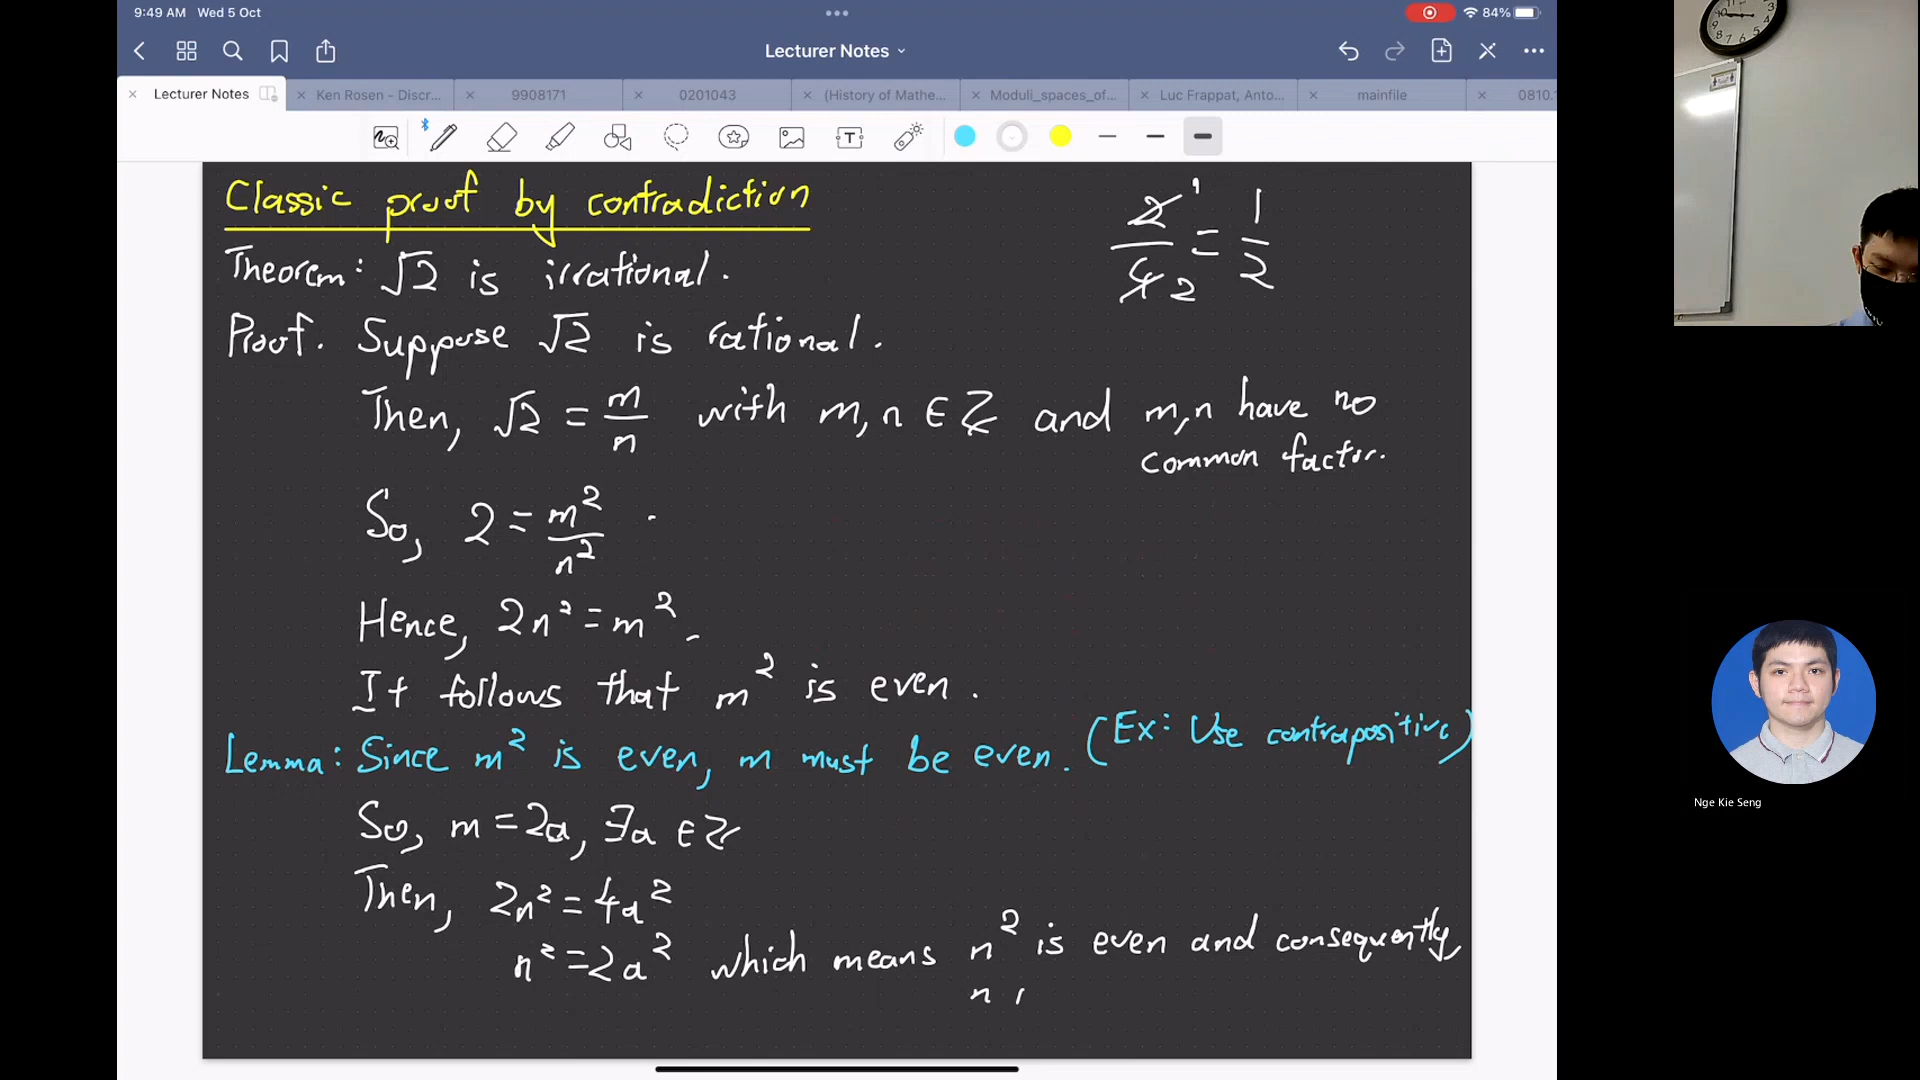 9:49 AM Wed 5 Oct
84%
Lecturer Notes
Lecturer Notes
Ken Rosen - Discr...
9908171
0201043
(History of Mathe...
Moduli_spaces_of...
Luc Frappat, Anto...
mainfile
0810.
Classic proof by contradiction
2/4 = 1/2
1
2
Theorem: √2 is irrational.
Proof. Suppose √2 is rational.
Then, √2 = m/n with m, n ∈ ℤ and m, n have no
common factor.
So, 2 = m²/n².
Hence, 2n² = m².
It follows that m² is even.
Lemma: Since m² is even, m must be even. (Ex: Use contrapositive)
So, m = 2a, ∃a ∈ ℤ
Then, 2n² = 4a²
n² = 2a² which means n² is even and consequently,
n
Nge Kie Seng